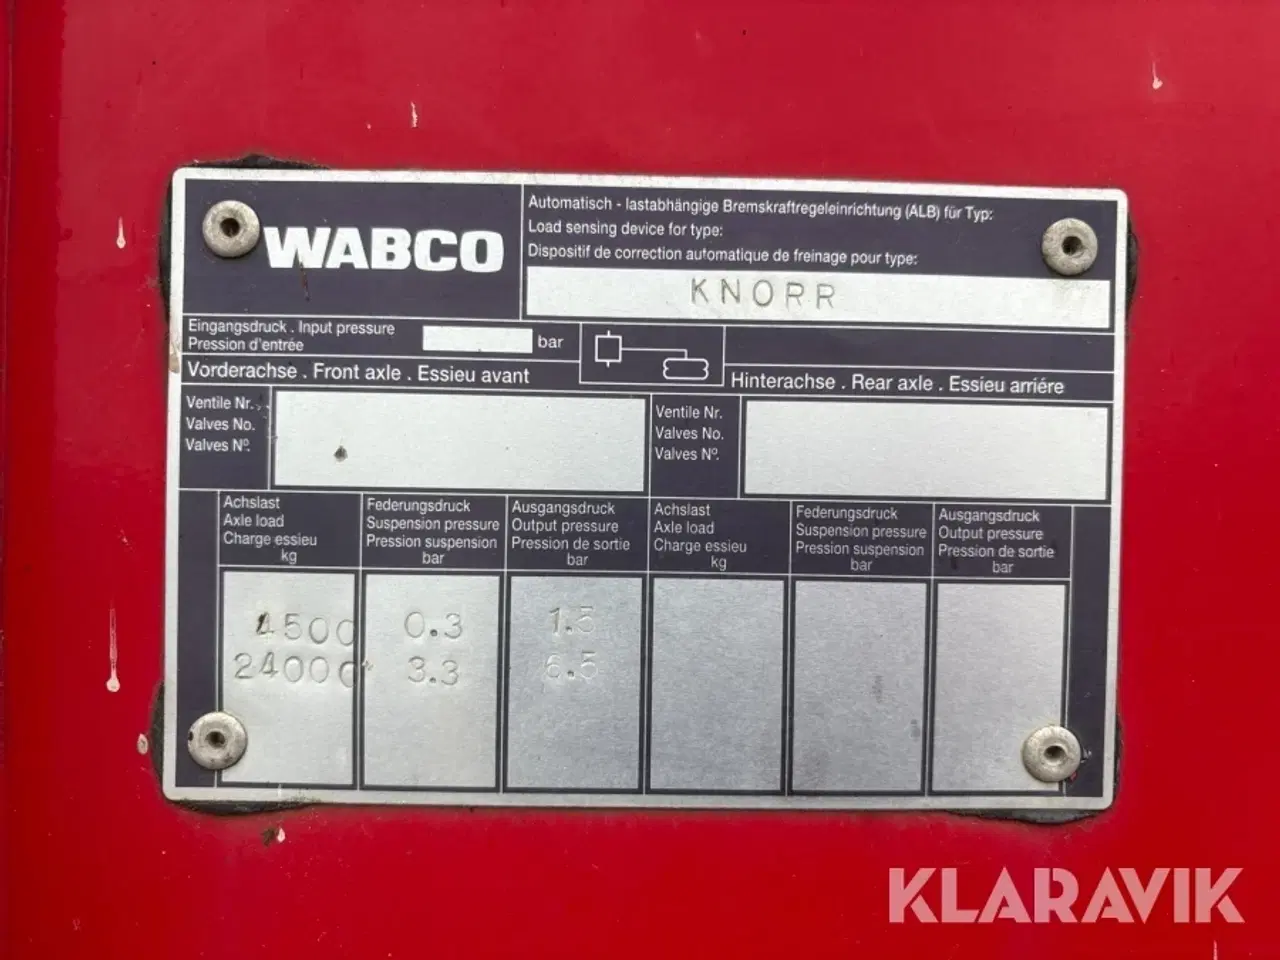 WABCO
Automatisch - lastabhängige Bremskraftregeleinrichtung (ALB) für Typ:
Load sensing device for type:
Dispositif de correction automatique de freinage pour type:
KNORR
Eingangsdruck . Input pressure
Pression d'entrée
bar
Vorderachse . Front axle . Essieu avant
Hinterachse . Rear axle . Essieu arriére
Ventile Nr.
Valves No.
Valves Nº.
Ventile Nr.
Valves No.
Valves Nº.
Achslast
Axle load
Charge essieu
kg
Federungsdruck
Suspension pressure
Pression suspension
bar
Ausgangsdruck
Output pressure
Pression de sortie
bar
Achslast
Axle load
Charge essieu
kg
Federungsdruck
Suspension pressure
Pression suspension
bar
Ausgangsdruck
Output pressure
Pression de sortie
bar
4500 0.3 1.5
24000 3.3 6.5
KLARAVIK